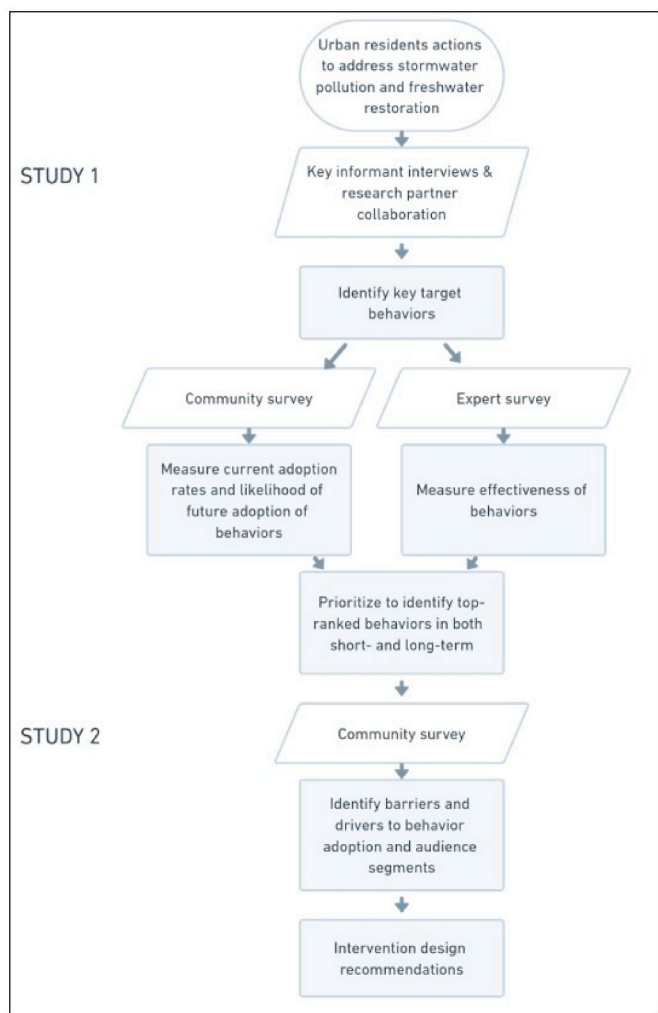 Urban residents actions
to address stormwater
pollution and freshwater
restoration
STUDY 1
Key informant interviews &
research partner
collaboration
Identify key target
behaviors
Community survey
Expert survey
Measure current adoption
rates and likelihood of
future adoption of
behaviors
Measure effectiveness of
behaviors
Prioritize to identify top-
ranked behaviors in both
short- and long-term
STUDY 2
Community survey
Identify barriers and
drivers to behavior
adoption and audience
segments
Intervention design
recommendations